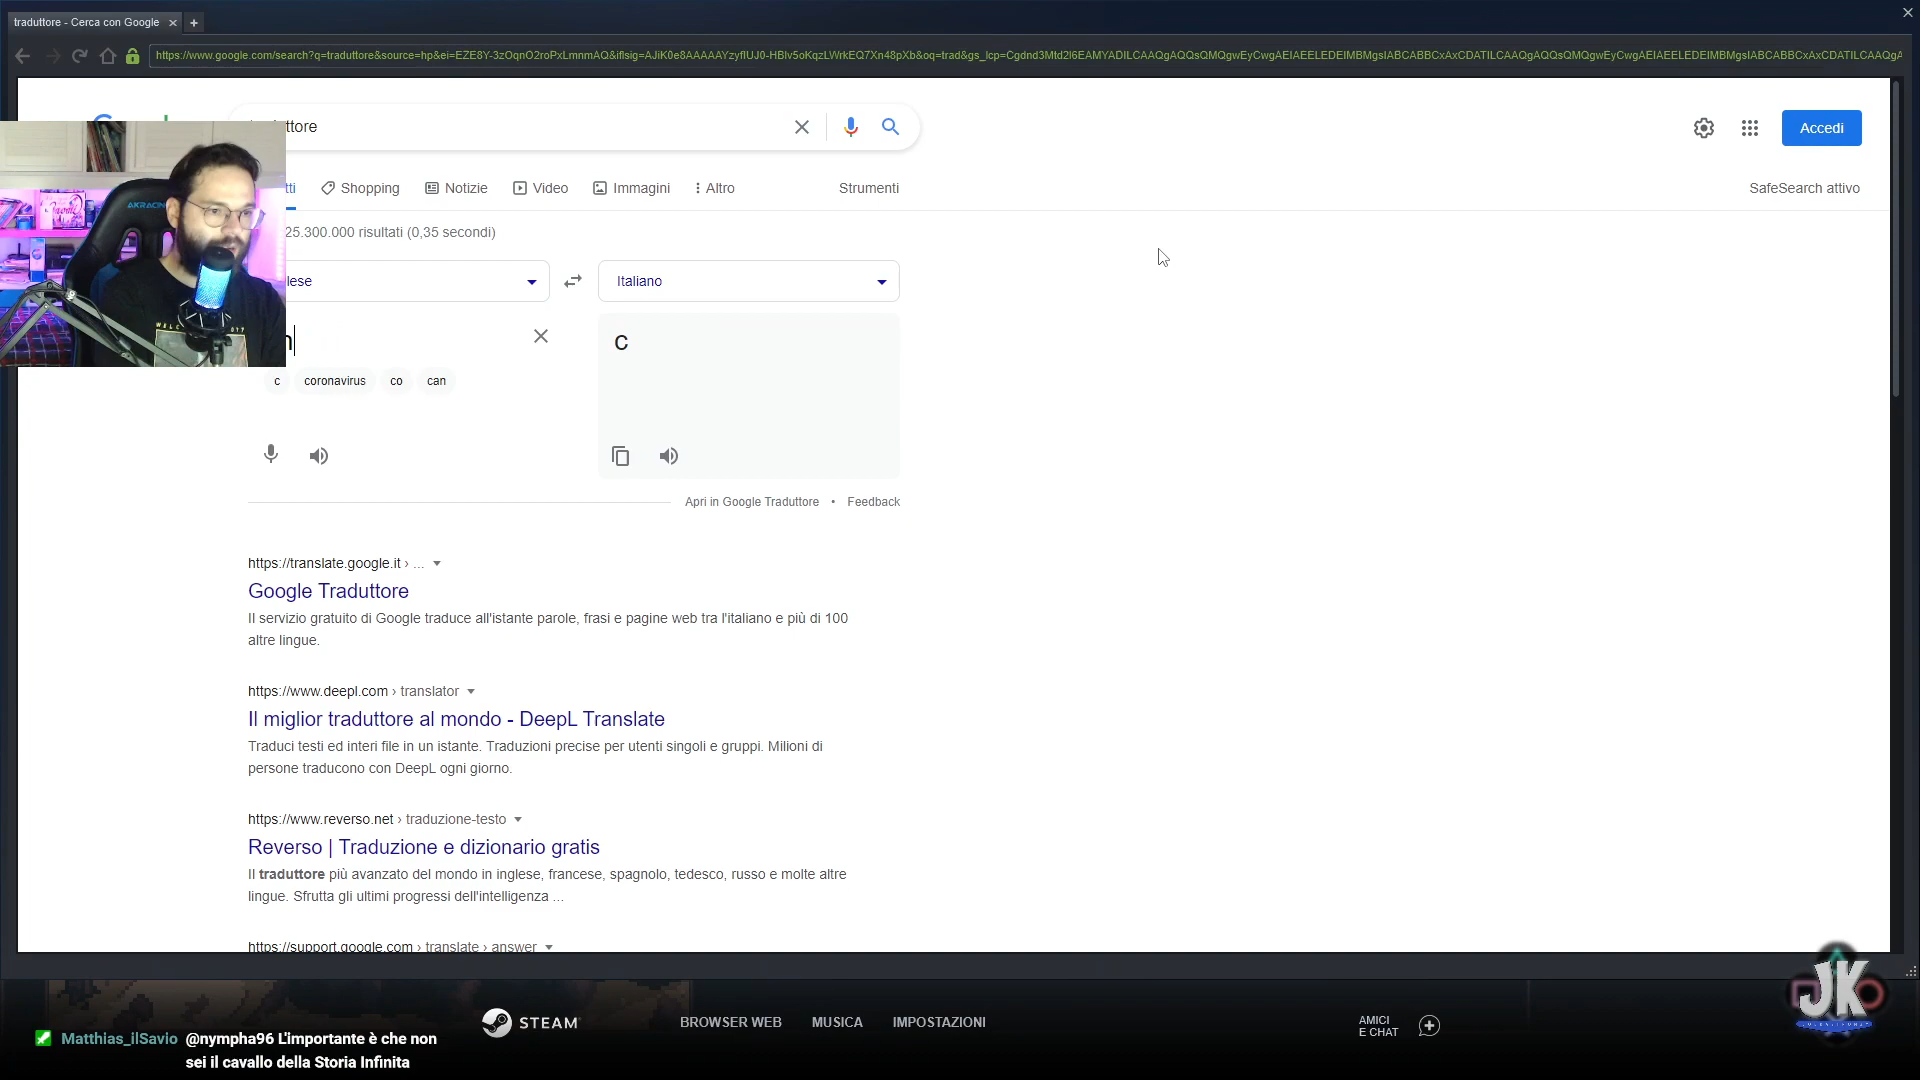 traduttore - Cerca con Google
https://www.google.com/search?q=traduttore&source=hp&ei=EZE8Y-3zOqnO2roPxLmnmAQ&iflsig=AJiK0e8AAAAAYzyflUJ0-HBlv5oKqzLWrkEQ7Xn48pXb&oq=trad&gs_lcp=Cgdnd3Mtd2l6EAMYADILCAAQgAQQsQMQgwEyCwgAEIAEELEDEIMBMgsIABCABBCxAxCDATILCAAQgAQQsQMQgwEyCwgAEIAEELEDEIMBMgsIABCABBCxAxCDATILCAAQgA
ttore
Accedi
tti
Shopping
Notizie
Video
Immagini
Altro
Strumenti
SafeSearch attivo
25.300.000 risultati (0,35 secondi)
lese
Italiano
n
c
c coronavirus co can
Apri in Google Traduttore • Feedback
https://translate.google.it › ...
Google Traduttore
Il servizio gratuito di Google traduce all'istante parole, frasi e pagine web tra l'italiano e più di 100
altre lingue.
https://www.deepl.com › translator
Il miglior traduttore al mondo - DeepL Translate
Traduci testi ed interi file in un istante. Traduzioni precise per utenti singoli e gruppi. Milioni di
persone traducono con DeepL ogni giorno.
https://www.reverso.net › traduzione-testo
Reverso | Traduzione e dizionario gratis
Il traduttore più avanzato del mondo in inglese, francese, spagnolo, tedesco, russo e molte altre
lingue. Sfrutta gli ultimi progressi dell'intelligenza ...
https://support.google.com › translate › answer
STEAM
BROWSER WEB
MUSICA
IMPOSTAZIONI
AMICI
E CHAT
Matthias_ilSavio @nympha96 L'importante è che non
sei il cavallo della Storia Infinita
JK
AKRACING